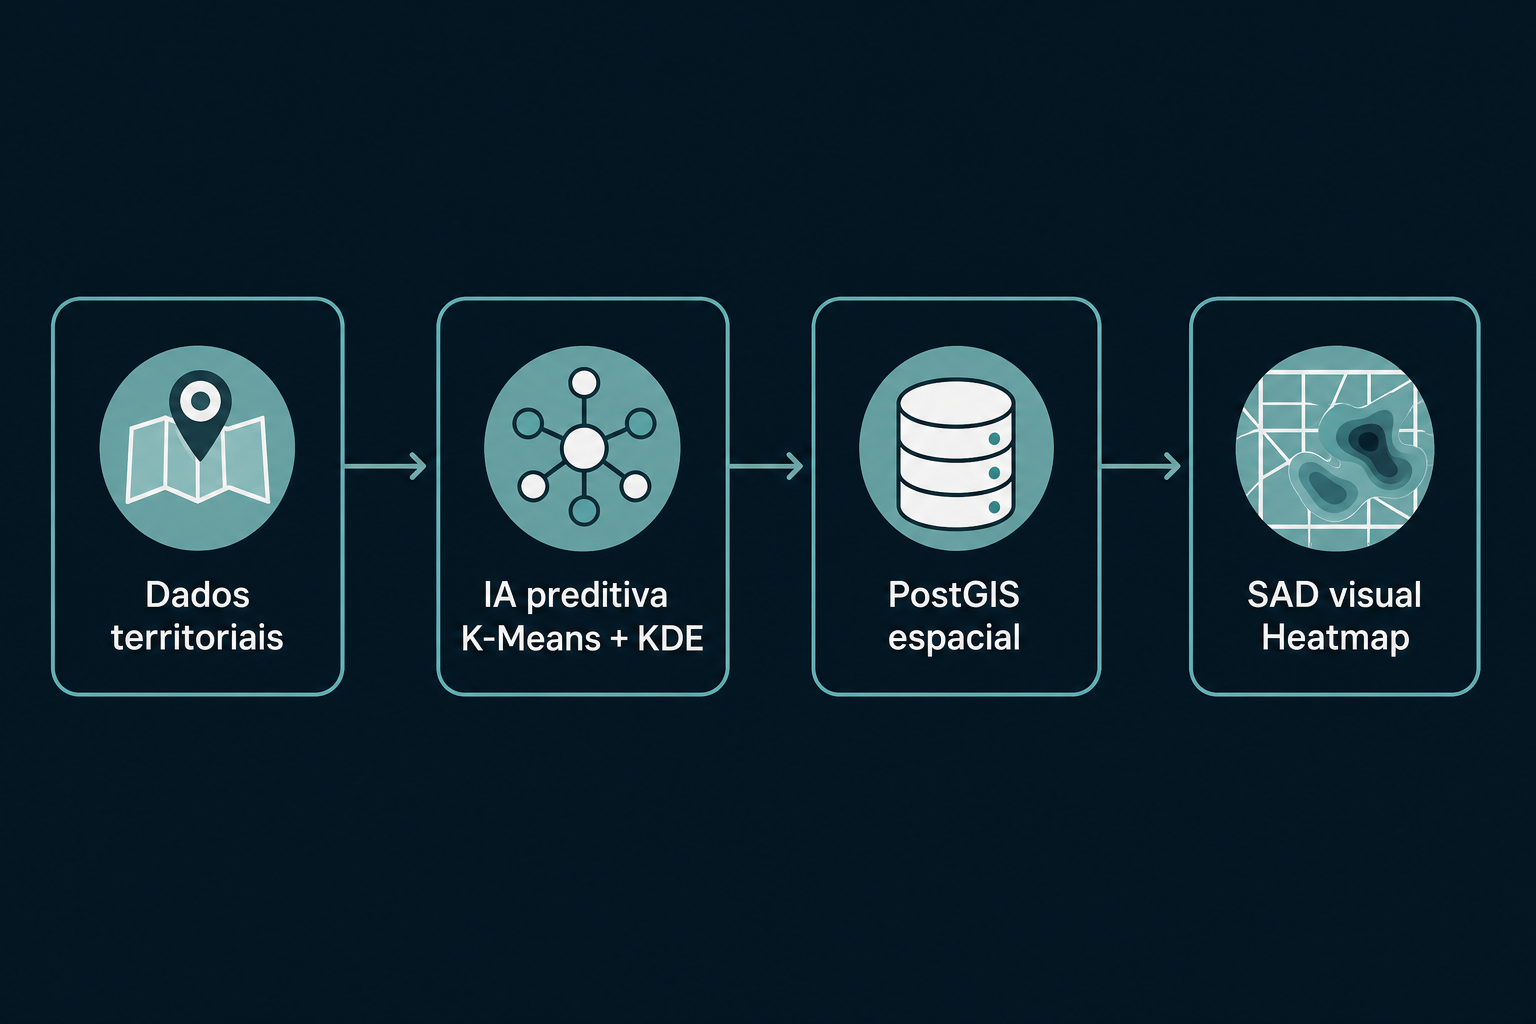 Dados
territoriais
IA preditiva
K-Means + KDE
PostGIS
espacial
SAD visual
Heatmap